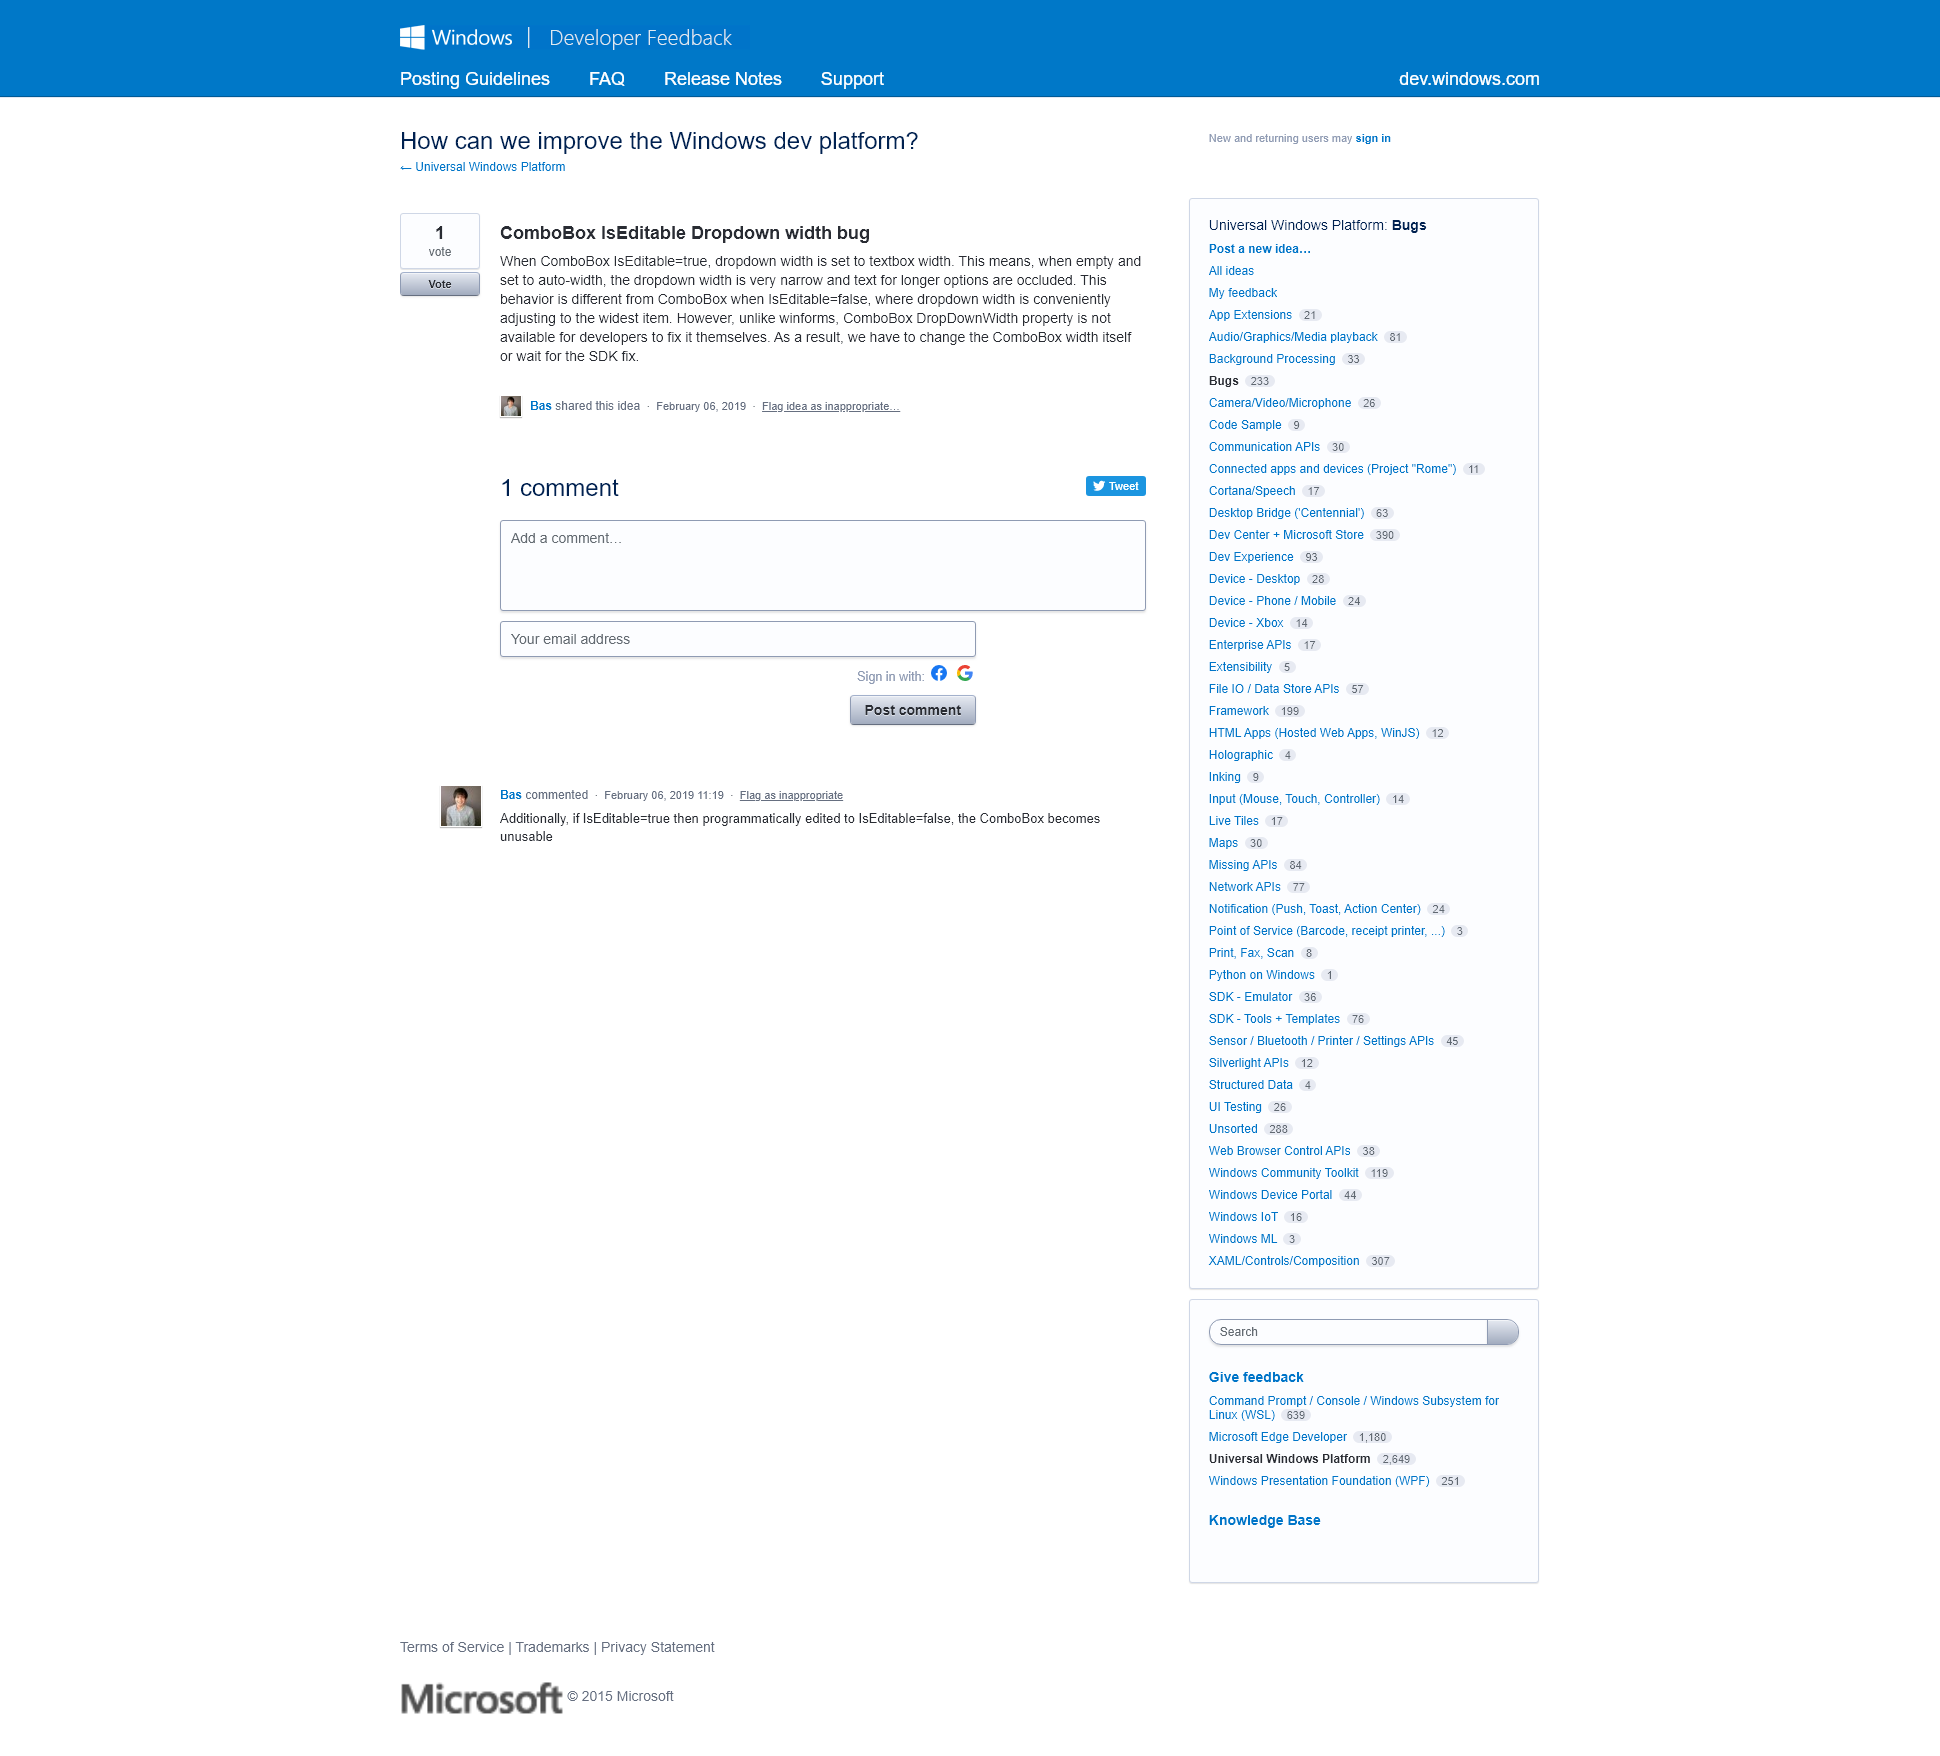 Windows | Developer Feedback
Posting Guidelines FAQ Release Notes Support dev.windows.com
How can we improve the Windows dev platform?
← Universal Windows Platform
New and returning users may sign in
1
vote
Vote
ComboBox IsEditable Dropdown width bug
When ComboBox IsEditable=true, dropdown width is set to textbox width. This means, when empty and
set to auto-width, the dropdown width is very narrow and text for longer options are occluded. This
behavior is different from ComboBox when IsEditable=false, where dropdown width is conveniently
adjusting to the widest item. However, unlike winforms, ComboBox DropDownWidth property is not
available for developers to fix it themselves. As a result, we have to change the ComboBox width itself
or wait for the SDK fix.
Bas shared this idea · February 06, 2019 · Flag idea as inappropriate…
1 comment
Tweet
Add a comment…
Your email address
Sign in with:
Post comment
Bas commented · February 06, 2019 11:19 · Flag as inappropriate
Additionally, if IsEditable=true then programmatically edited to IsEditable=false, the ComboBox becomes
unusable
Universal Windows Platform: Bugs
Post a new idea…
All ideas
My feedback
App Extensions 21
Audio/Graphics/Media playback 81
Background Processing 33
Bugs 233
Camera/Video/Microphone 26
Code Sample 9
Communication APIs 30
Connected apps and devices (Project "Rome") 11
Cortana/Speech 17
Desktop Bridge ('Centennial') 63
Dev Center + Microsoft Store 390
Dev Experience 93
Device - Desktop 28
Device - Phone / Mobile 24
Device - Xbox 14
Enterprise APIs 17
Extensibility 5
File IO / Data Store APIs 57
Framework 199
HTML Apps (Hosted Web Apps, WinJS) 12
Holographic 4
Inking 9
Input (Mouse, Touch, Controller) 14
Live Tiles 17
Maps 30
Missing APIs 84
Network APIs 77
Notification (Push, Toast, Action Center) 24
Point of Service (Barcode, receipt printer, ...) 3
Print, Fax, Scan 8
Python on Windows 1
SDK - Emulator 36
SDK - Tools + Templates 76
Sensor / Bluetooth / Printer / Settings APIs 45
Silverlight APIs 12
Structured Data 4
UI Testing 26
Unsorted 288
Web Browser Control APIs 38
Windows Community Toolkit 119
Windows Device Portal 44
Windows IoT 16
Windows ML 3
XAML/Controls/Composition 307
Search
Give feedback
Command Prompt / Console / Windows Subsystem for
Linux (WSL) 639
Microsoft Edge Developer 1,180
Universal Windows Platform 2,649
Windows Presentation Foundation (WPF) 251
Knowledge Base
Terms of Service | Trademarks | Privacy Statement
Microsoft © 2015 Microsoft